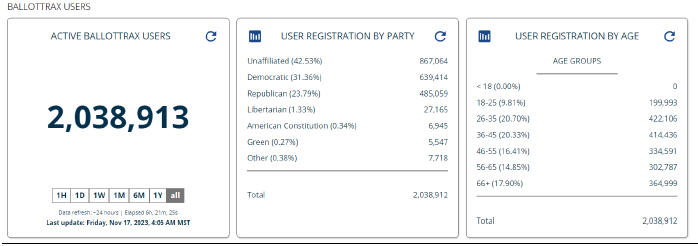 BALLOTTRAX USERS
ACTIVE BALLOTTRAX USERS
2,038,913
1H 1D 1W 1M 6M 1Y all
Data refresh: ~24 hours | Elapsed 6h, 21m, 25s
Last update: Friday, Nov 17, 2023, 4:05 AM MST
USER REGISTRATION BY PARTY
Unaffiliated (42.53%) 867,064
Democratic (31.36%) 639,414
Republican (23.79%) 485,059
Libertarian (1.33%) 27,165
American Constitution (0.34%) 6,945
Green (0.27%) 5,547
Other (0.38%) 7,718
Total 2,038,912
USER REGISTRATION BY AGE
AGE GROUPS
< 18 (0.00%) 0
18-25 (9.81%) 199,993
26-35 (20.70%) 422,106
36-45 (20.33%) 414,436
46-55 (16.41%) 334,591
56-65 (14.85%) 302,787
66+ (17.90%) 364,999
Total 2,038,912